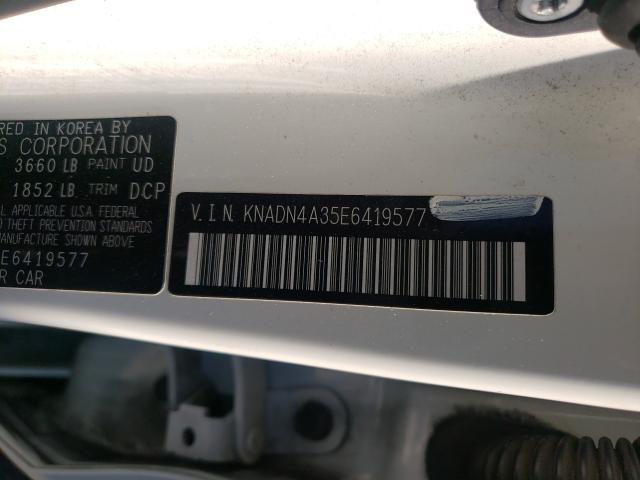 RED IN KOREA BY
S CORPORATION
3660 LB PAINT UD
1852 LB TRIM DCP
L APPLICABLE U.S.A. FEDERAL
THEFT PREVENTION STANDARDS
MANUFACTURE SHOWN ABOVE
E6419577
R CAR
V.I.N. KNADN4A35E6419577